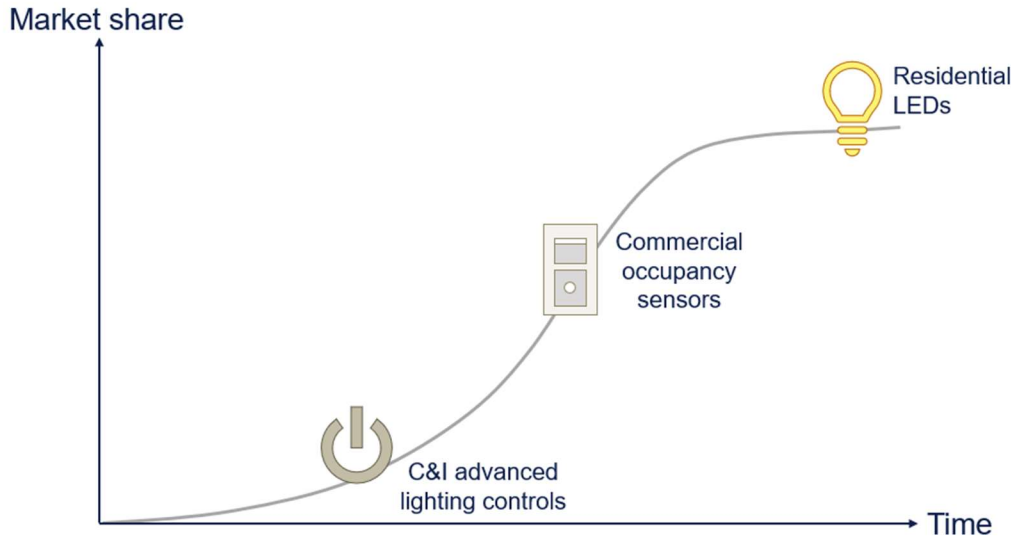 Market share
Residential
LEDs
Commercial
occupancy
sensors
C&I advanced
lighting controls
Time